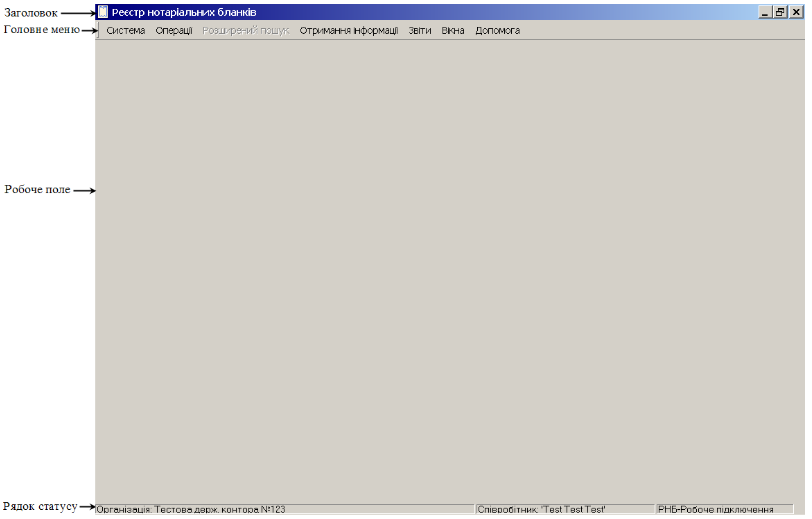 Заголовок
Реєстр нотаріальних бланків
Головне меню
Система Операції Розширений пошук Отримання інформації Звіти Вікна Допомога
Робоче поле
Рядок статусу
Організація: Тестова держ. контора №123 Співробітник: "Test Test Test" РНБ-Робоче підключення